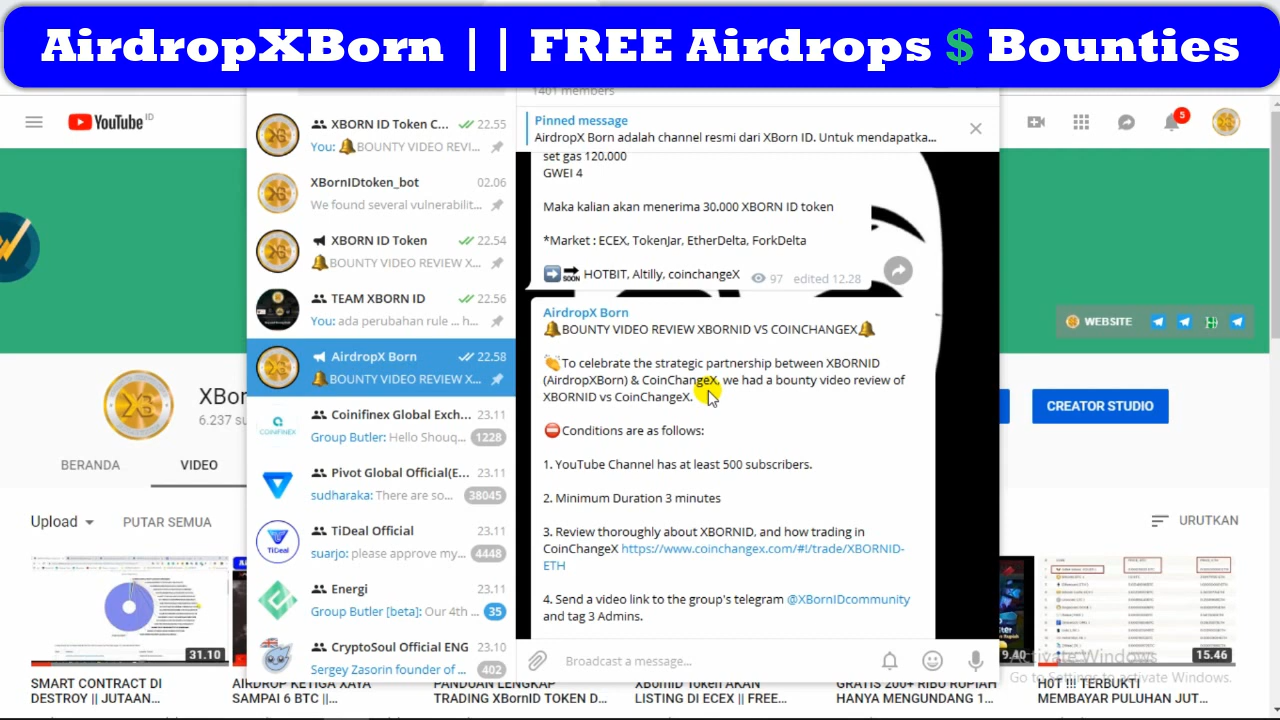 AirdropXBorn || FREE Airdrops $ Bounties
YouTube ID
5
WEBSITE
XBor
6.237 su
CREATOR STUDIO
BERANDA
VIDEO
Upload
PUTAR SEMUA
URUTKAN
XBORN ID Token C... 22.55
You: BOUNTY VIDEO REVI...
XBornIDtoken_bot 02.06
We found several vulnerabilit...
XBORN ID Token 22.54
BOUNTY VIDEO REVIEW X...
TEAM XBORN ID 22.56
You: ada perubahan rule ... h...
AirdropX Born 22.58
BOUNTY VIDEO REVIEW X...
Coinifinex Global Exch... 23.11
COINIFINEX
Group Butler: Hello Shouq... 1228
Pivot Global Official(E... 23.11
sudharaka: There are so... 38045
TiDeal Official 23.11
TiDeal
suarjo: please approve my... 4448
Energi 23.11
GroupButler [beta]: Our 4th ... 35
CryptoSoul Official ENG
Sergey Zasorin founder of ... 402
1401 members
Pinned message
AirdropX Born adalah channel resmi dari XBorn ID. Untuk mendapatka...
set gas 120.000
GWEI 4
Maka kalian akan menerima 30.000 XBORN ID token
*Market : ECEX, TokenJar, EtherDelta, ForkDelta
SOON HOTBIT, Altilly, coinchangeX 97 edited 12.28
AirdropX Born
BOUNTY VIDEO REVIEW XBORNID VS COINCHANGEX
To celebrate the strategic partnership between XBORNID
(AirdropXBorn) & CoinChangeX, we had a bounty video review of
XBORNID vs CoinChangeX.
Conditions are as follows:
1. YouTube Channel has at least 500 subscribers.
2. Minimum Duration 3 minutes
3. Review thoroughly about XBORNID, and how trading in
CoinChangeX https://www.coinchangex.com/#!/trade/XBORNID-
ETH
4. Send a video link to the group's telegram @XBornIDcommunity
and tag 3 Admins.
Broadcast a message...
31.10
9.40
15.46
Activate Windows
Go to Settings to activate Windows.
SMART CONTRACT DI
DESTROY || JUTAAN...
AIRDROP KETIGA XAYA
SAMPAI 6 BTC ||...
PANDUAN LENGKAP
TRADING XBornID TOKEN D...
XBornID TOKEN AKAN
LISTING DI ECEX || FREE...
GRATIS 200+ RIBU RUPIAH
HANYA MENGUNDANG 1...
HOT !!! TERBUKTI
MEMBAYAR PULUHAN JUT...